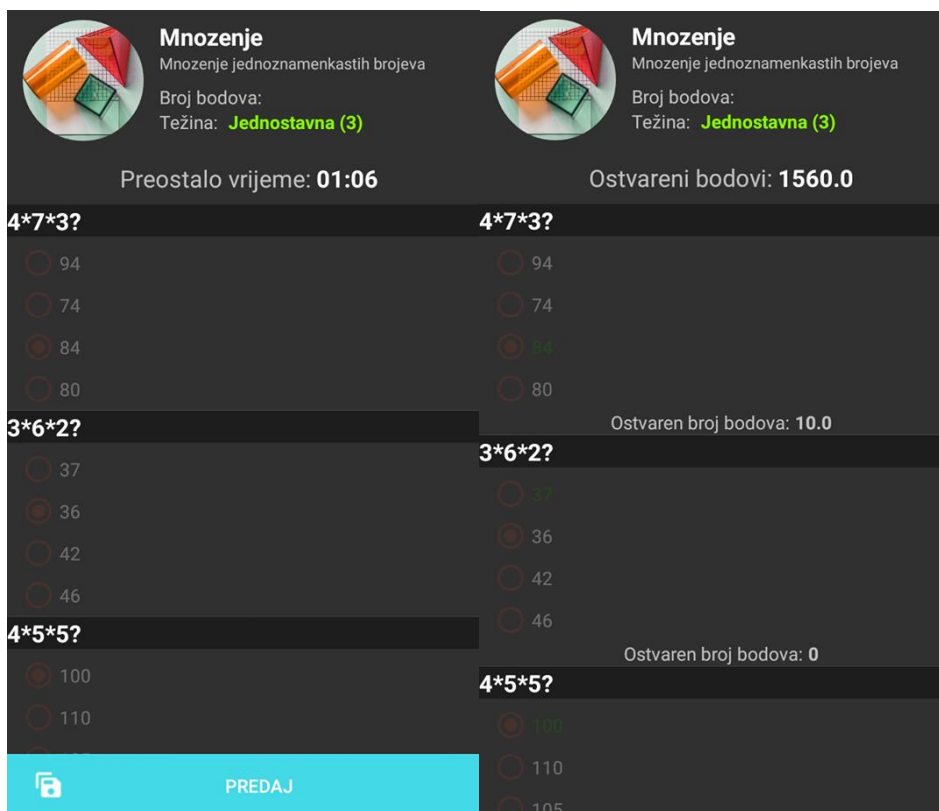 Mnozenje
Mnozenje jednoznamenkastih brojeva
Broj bodova:
Težina: Jednostavna (3)
Preostalo vrijeme: 01:06
4*7*3?
94
74
84
80
3*6*2?
37
36
42
46
4*5*5?
100
110
PREDAJ
Mnozenje
Mnozenje jednoznamenkastih brojeva
Broj bodova:
Težina: Jednostavna (3)
Ostvareni bodovi: 1560.0
4*7*3?
94
74
84
80
Ostvaren broj bodova: 10.0
3*6*2?
37
36
42
46
Ostvaren broj bodova: 0
4*5*5?
100
110
105